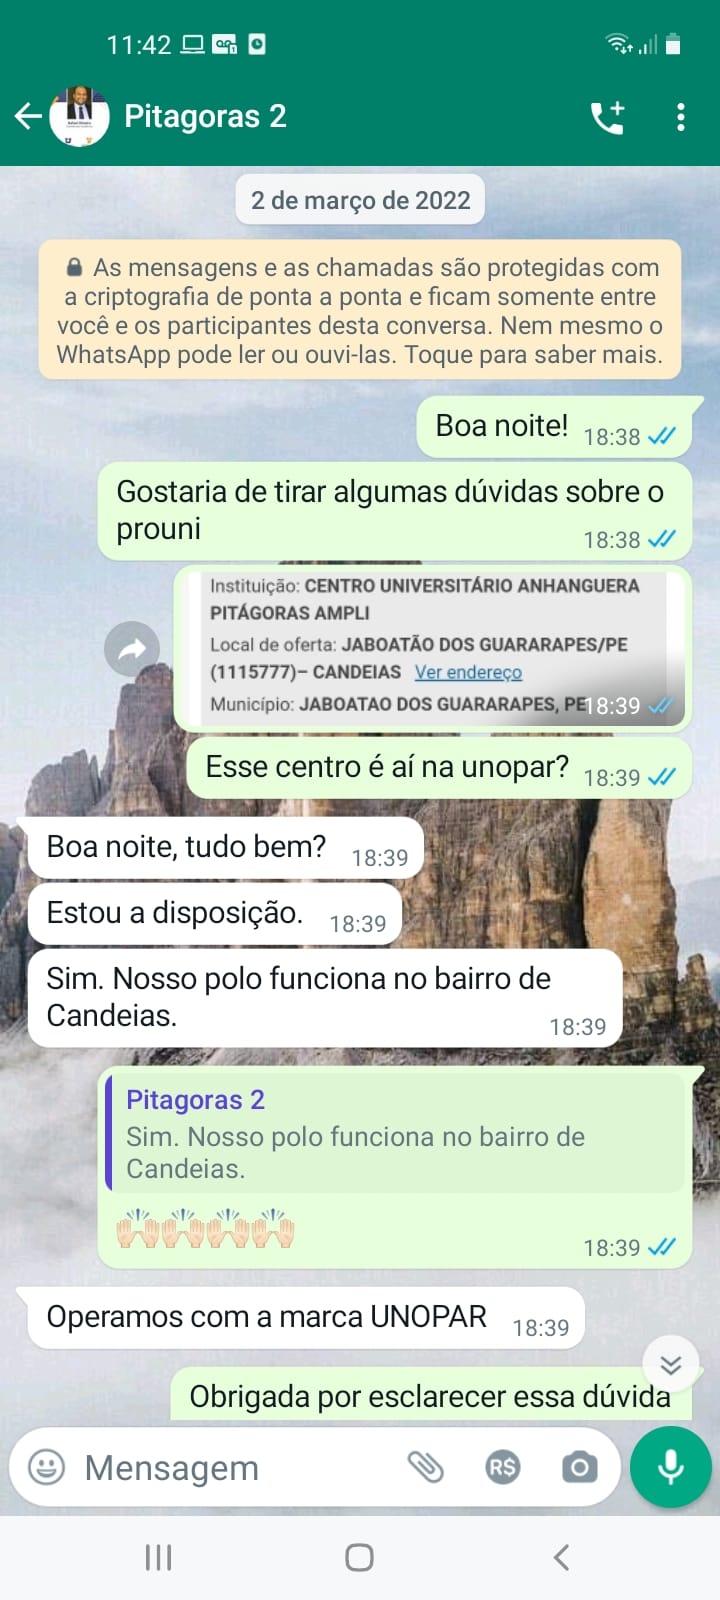 11:42
Pitagoras 2
2 de março de 2022
As mensagens e as chamadas são protegidas com
a criptografia de ponta a ponta e ficam somente entre
você e os participantes desta conversa. Nem mesmo o
WhatsApp pode ler ou ouvi-las. Toque para saber mais.
Boa noite! 18:38
Gostaria de tirar algumas dúvidas sobre o
prouni 18:38
Instituição: CENTRO UNIVERSITÁRIO ANHANGUERA
PITÁGORAS AMPLI
Local de oferta: JABOATÃO DOS GUARARAPES/PE
(1115777)– CANDEIAS Ver endereço
Município: JABOATAO DOS GUARARAPES, PE 18:39
Esse centro é aí na unopar? 18:39
Boa noite, tudo bem? 18:39
Estou a disposição. 18:39
Sim. Nosso polo funciona no bairro de
Candeias. 18:39
Pitagoras 2
Sim. Nosso polo funciona no bairro de
Candeias.
18:39
Operamos com a marca UNOPAR 18:39
Obrigada por esclarecer essa dúvida
Mensagem R$